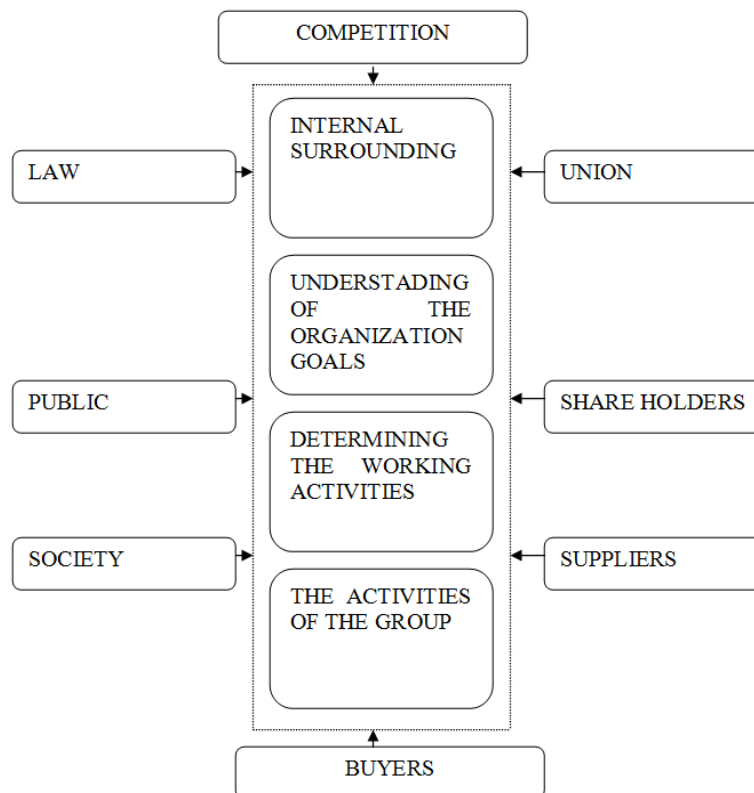 COMPETITION
INTERNAL
SURROUNDING
LAW
UNION
UNDERSTADING
OF THE
ORGANIZATION
GOALS
PUBLIC
SHARE HOLDERS
DETERMINING
THE WORKING
ACTIVITIES
SOCIETY
SUPPLIERS
THE ACTIVITIES
OF THE GROUP
BUYERS